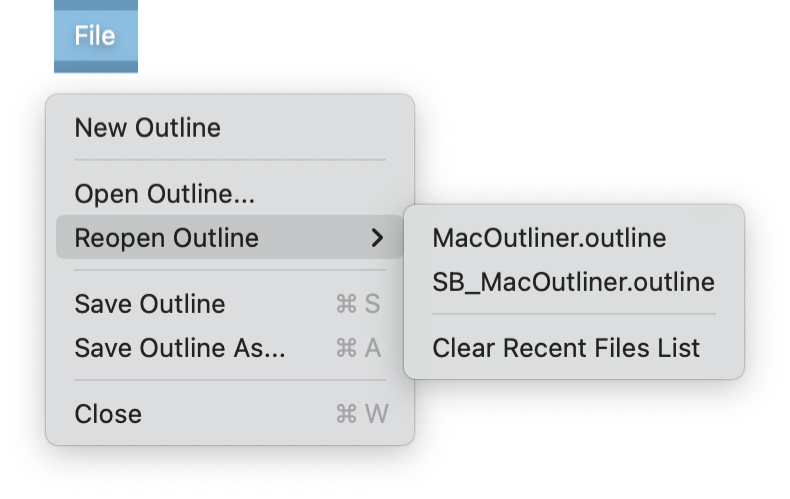 File
New Outline
Open Outline...
Reopen Outline
MacOutliner.outline
SB_MacOutliner.outline
Save Outline ⌘ S
Save Outline As... ⌘ A
Clear Recent Files List
Close ⌘ W